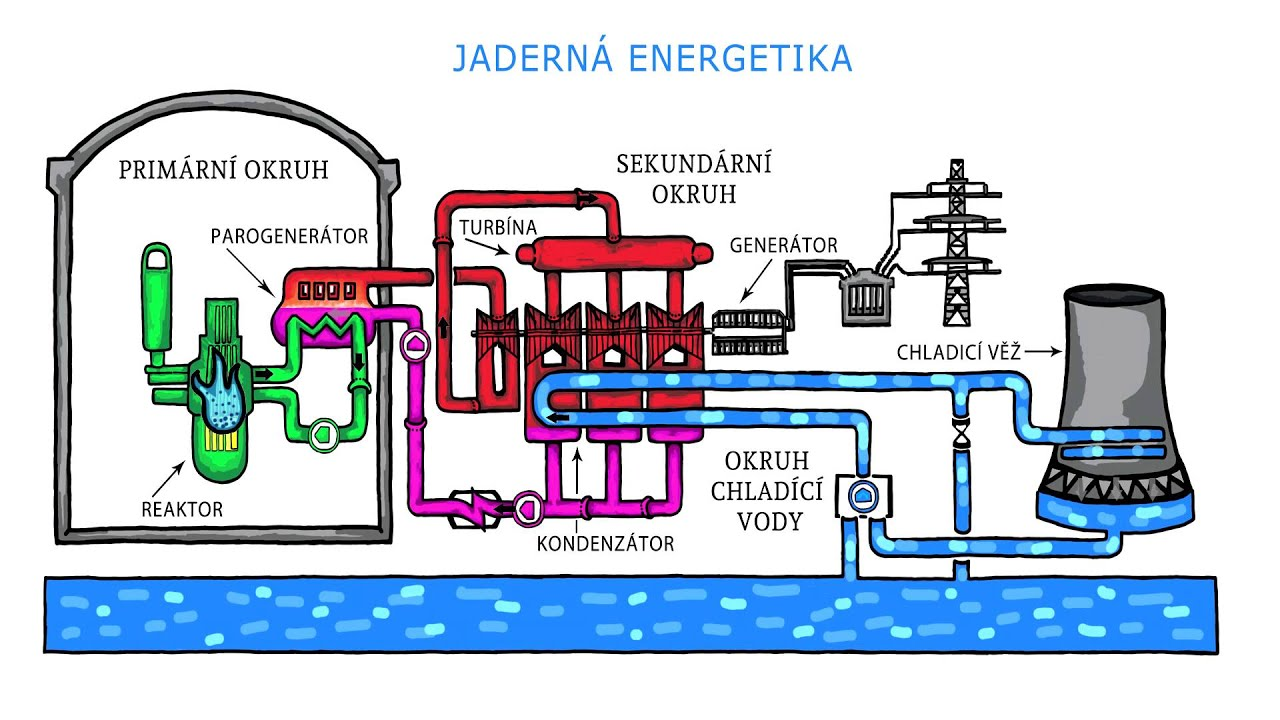 JADERNÁ ENERGETIKA
PRIMÁRNÍ OKRUH
SEKUNDÁRNÍ
OKRUH
PAROGENERÁTOR
TURBÍNA
GENERÁTOR
CHLADICÍ VĚŽ
REAKTOR
OKRUH
CHLADÍCÍ
VODY
KONDENZÁTOR